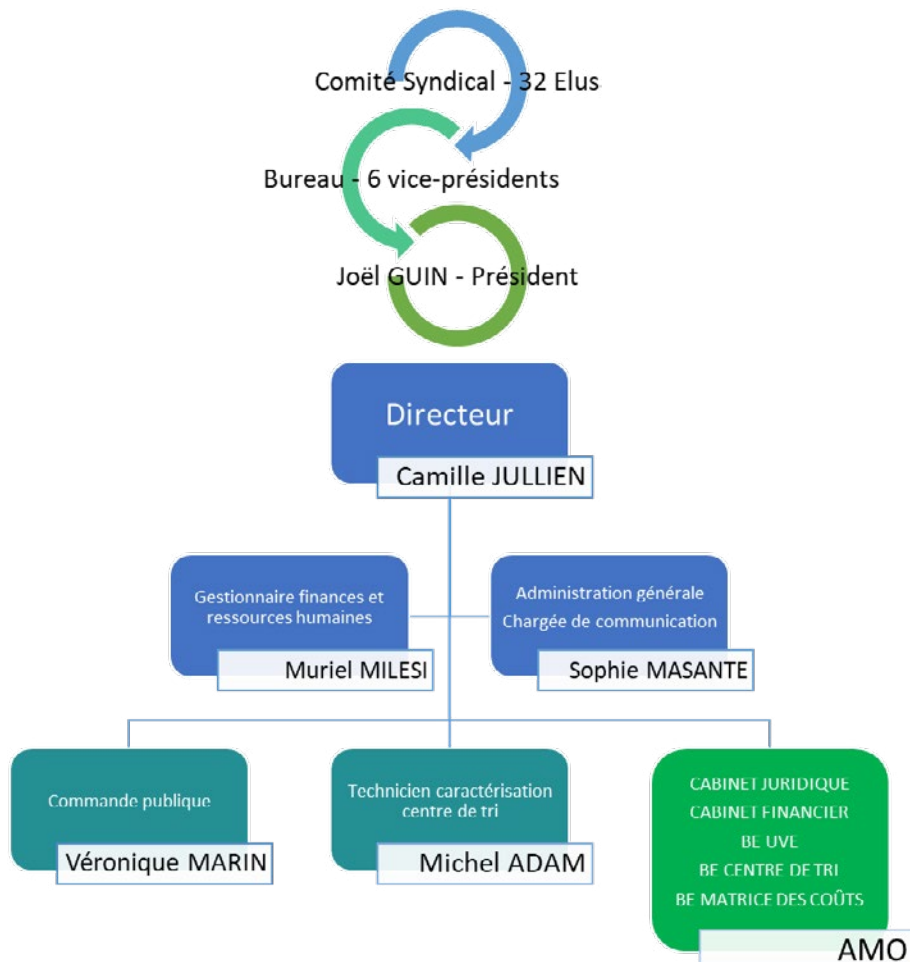 Comité Syndical - 32 Elus
Bureau - 6 vice-présidents
Joël GUIN - Président
Directeur
Camille JULLIEN
Gestionnaire finances et
ressources humaines
Muriel MILESI
Administration générale
Chargée de communication
Sophie MASANTE
Commande publique
Véronique MARIN
Technicien caractérisation
centre de tri
Michel ADAM
CABINET JURIDIQUE
CABINET FINANCIER
BE UVE
BE CENTRE DE TRI
BE MATRICE DES COÛTS
AMO